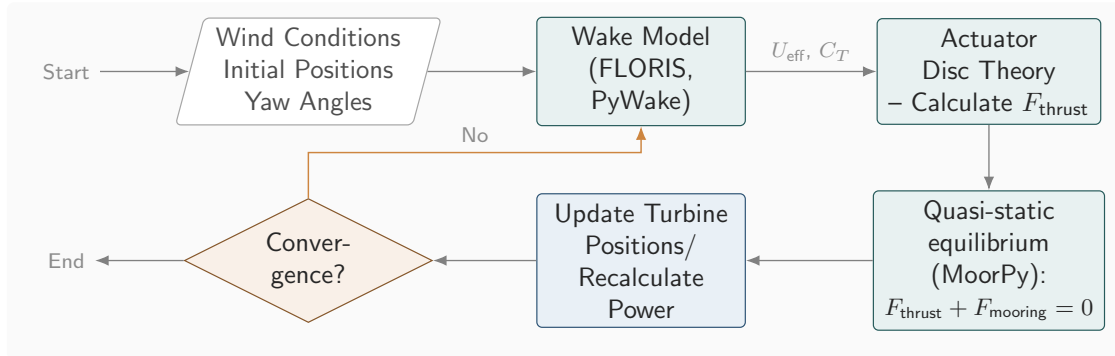 Start
Wind Conditions
Initial Positions
Yaw Angles
Wake Model
(FLORIS,
PyWake)
U_eff, C_T
Actuator
Disc Theory
– Calculate F_thrust
No
Quasi-static
equilibrium
(MoorPy):
F_thrust + F_mooring = 0
Update Turbine
Positions/
Recalculate
Power
Conver-
gence?
End